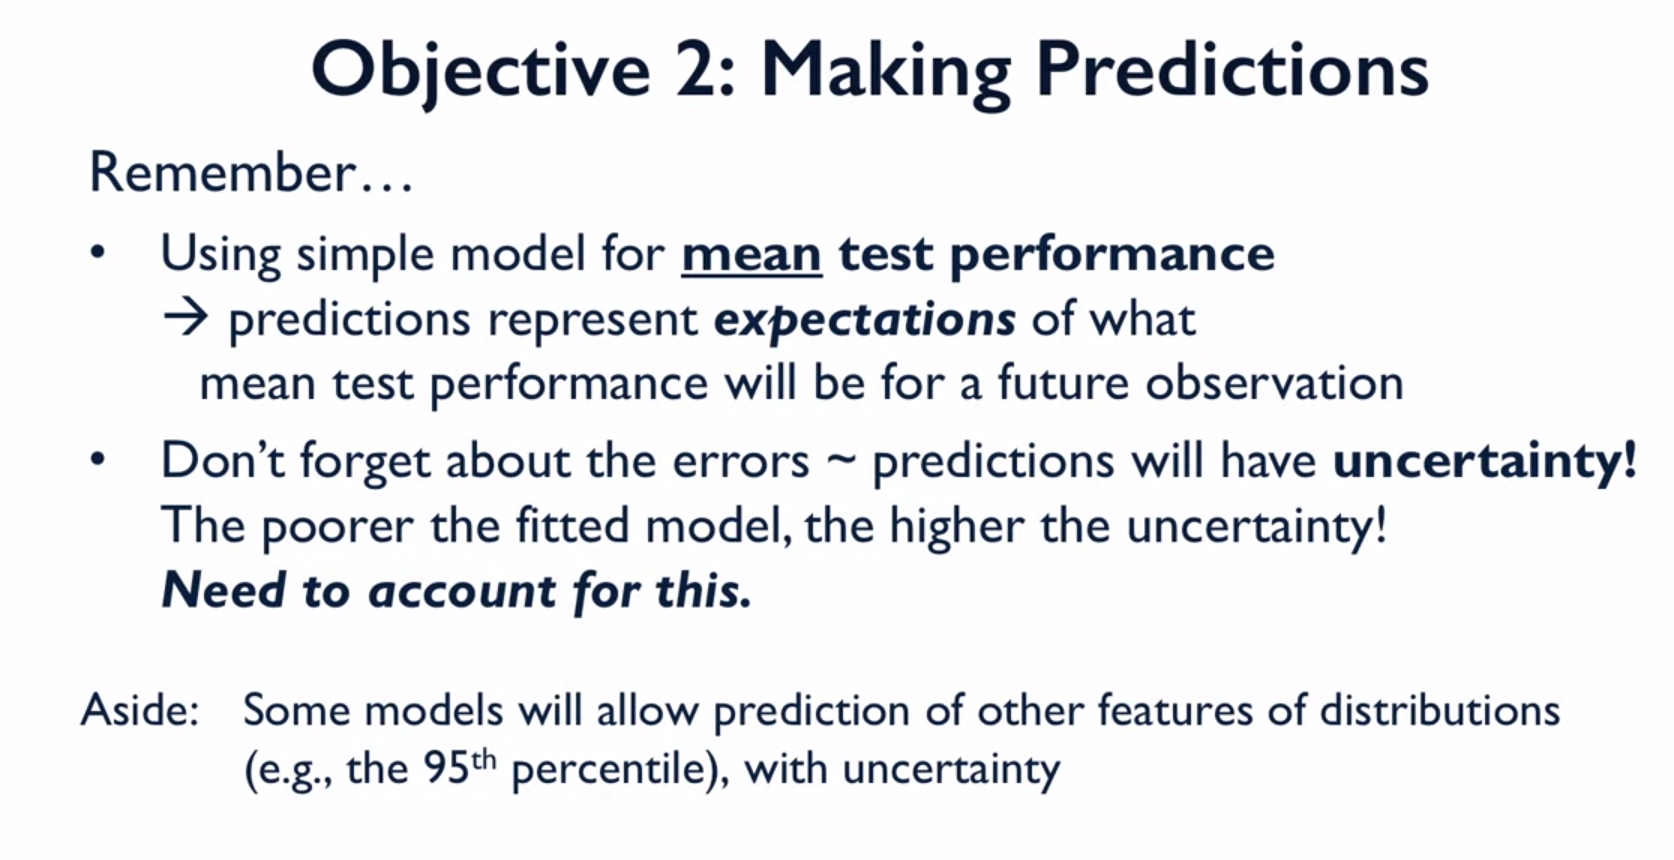 Objective 2: Making Predictions
Remember…
• Using simple model for mean test performance
→ predictions represent expectations of what
mean test performance will be for a future observation
• Don’t forget about the errors ~ predictions will have uncertainty!
The poorer the fitted model, the higher the uncertainty!
Need to account for this.
Aside: Some models will allow prediction of other features of distributions
(e.g., the 95th percentile), with uncertainty